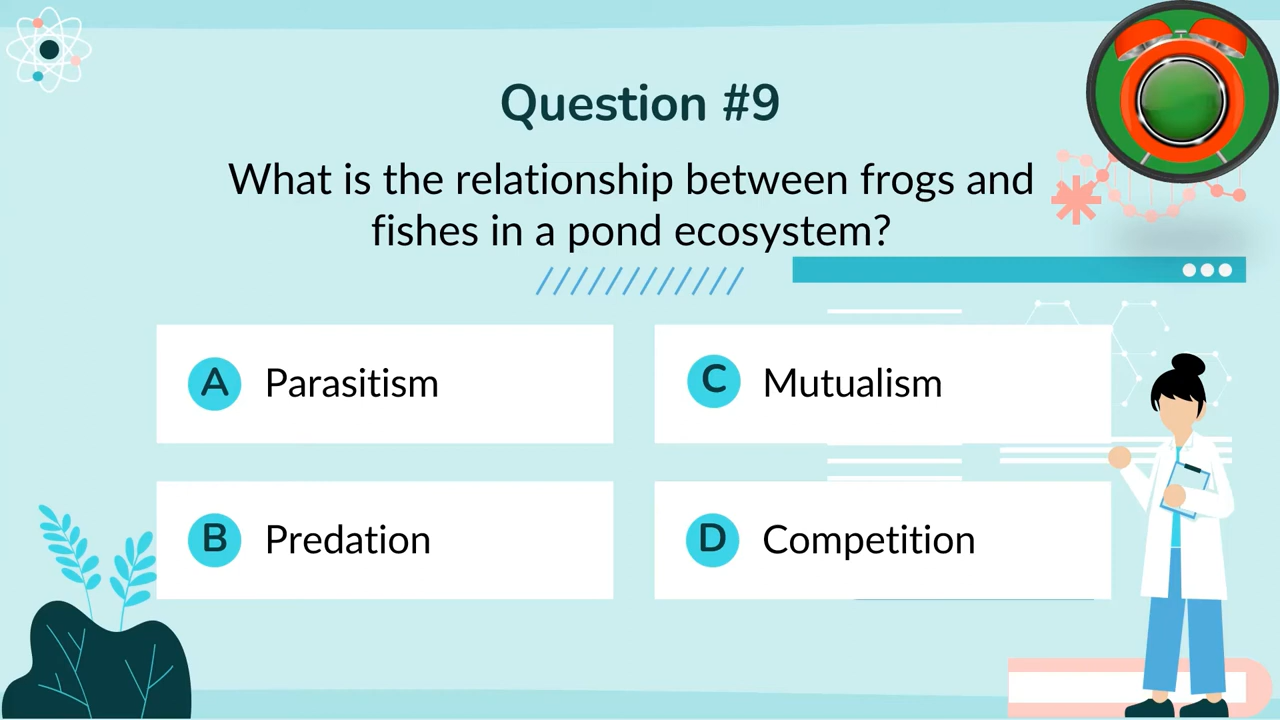 Question #9
What is the relationship between frogs and
fishes in a pond ecosystem?
A Parasitism
C Mutualism
B Predation
D Competition